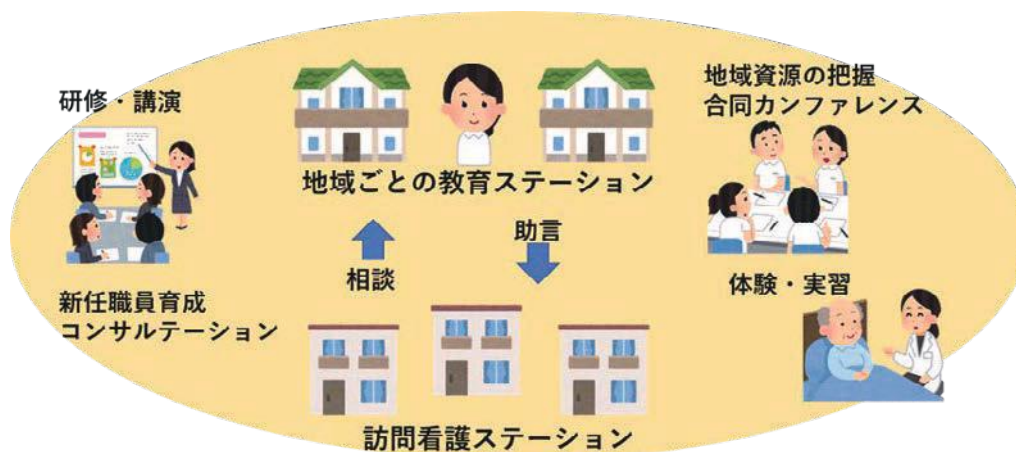 研修・講演
地域資源の把握
合同カンファレンス
地域ごとの教育ステーション
相談
助言
新任職員育成
コンサルテーション
体験・実習
訪問看護ステーション